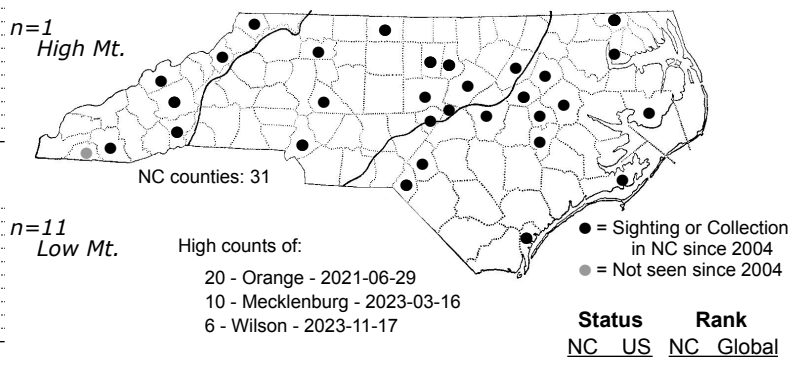 n=1
High Mt.
NC counties: 31
n=11
Low Mt.
High counts of:
20 - Orange - 2021-06-29
10 - Mecklenburg - 2023-03-16
6 - Wilson - 2023-11-17
● = Sighting or Collection
in NC since 2004
● = Not seen since 2004
Status Rank
NC US NC Global